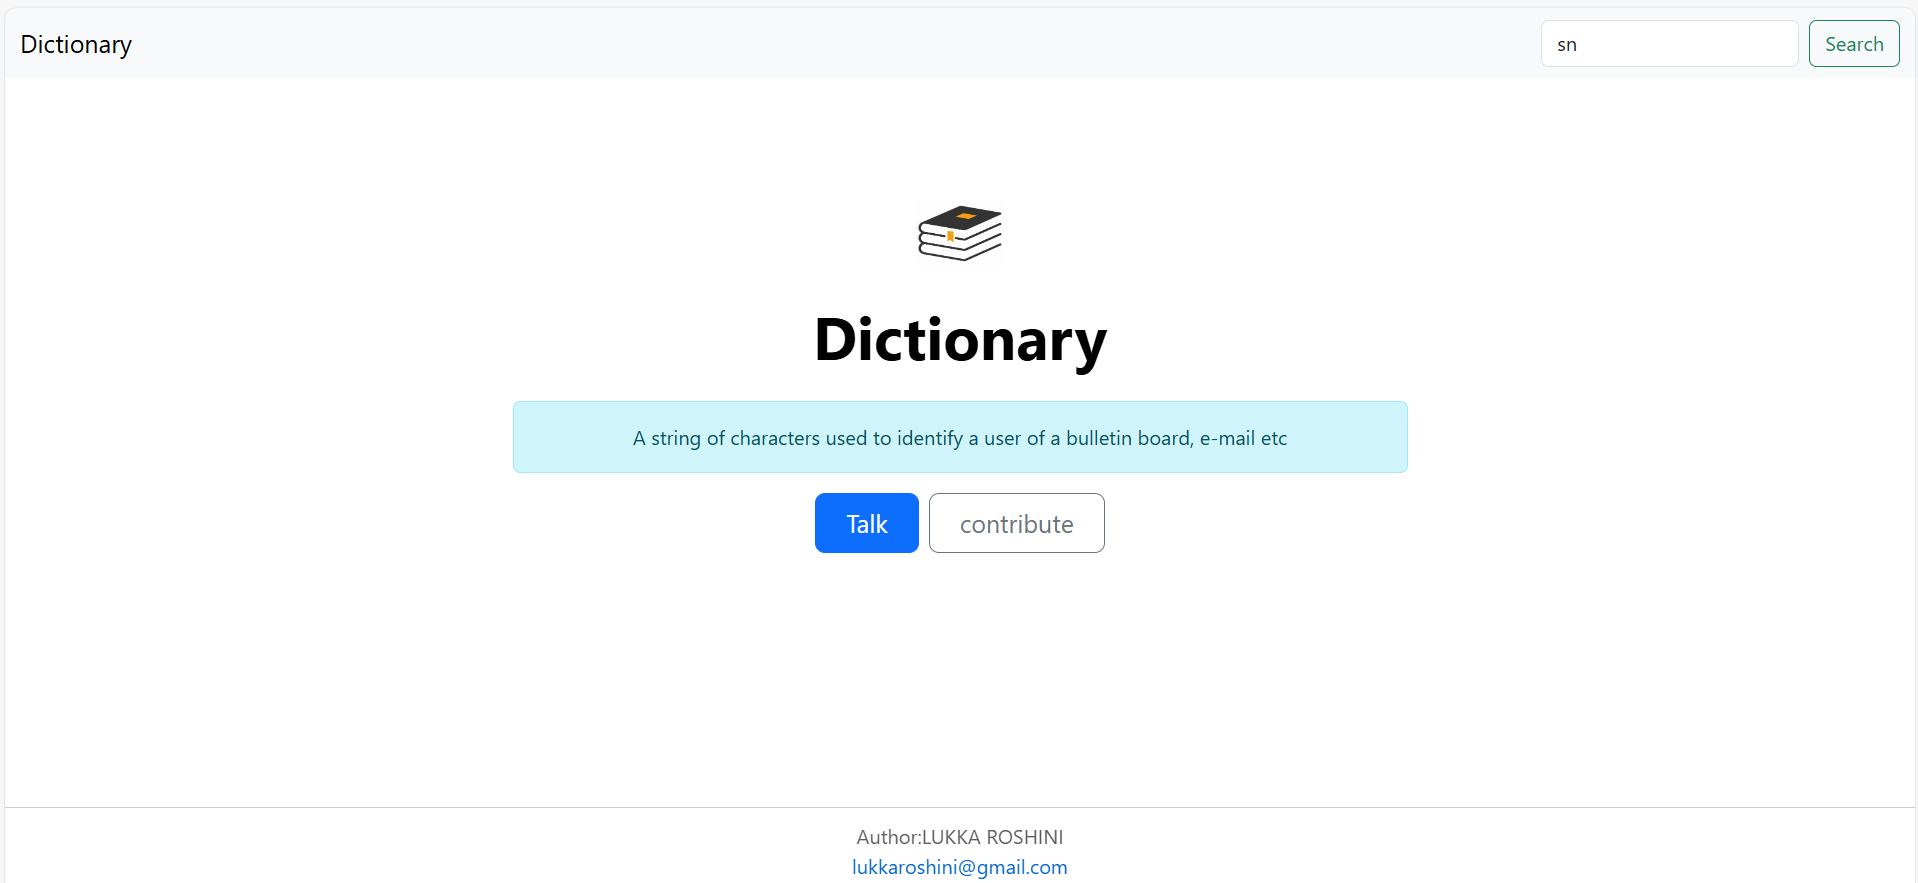 Dictionary
sn
Search
Dictionary
A string of characters used to identify a user of a bulletin board, e-mail etc
Talk
contribute
Author:LUKKA ROSHINI
lukkaroshini@gmail.com